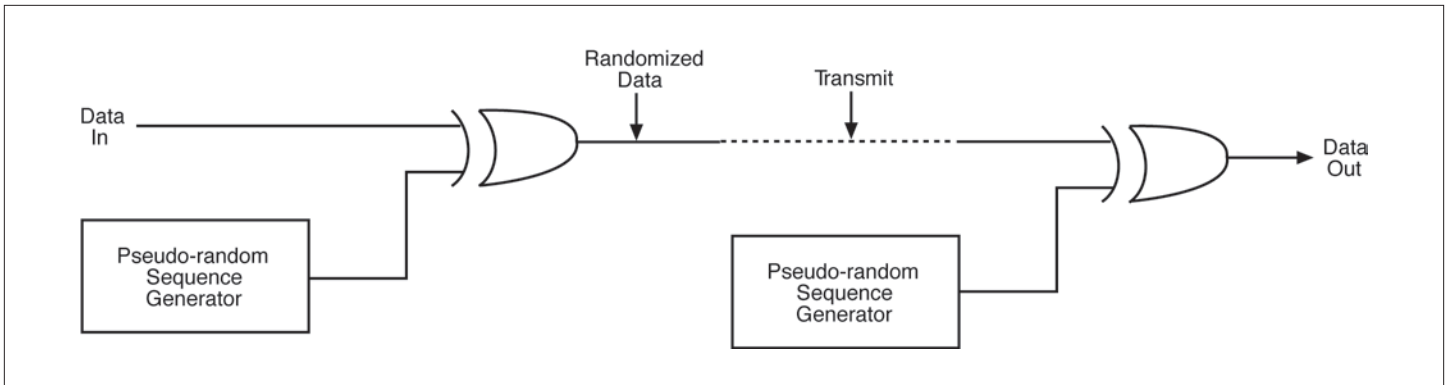 Randomized
Data
Transmit
Data
In
Data
Out
Pseudo-random
Sequence
Generator
Pseudo-random
Sequence
Generator